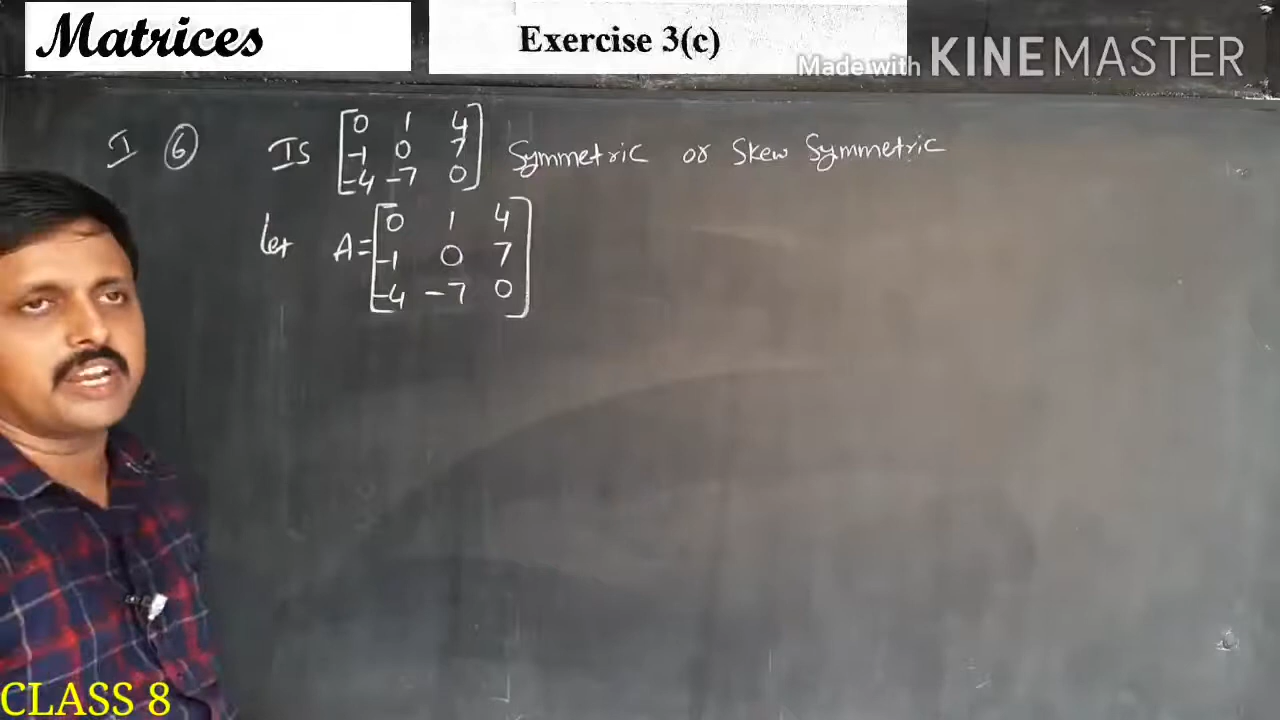 Matrices
Exercise 3(c)
Made with KINEMASTER
I 6 Is [0 1 4 Symmetric or Skew Symmetric
-1 0 7
-4 -7 0]
let A = [0 1 4
-1 0 7
-4 -7 0]
CLASS 8